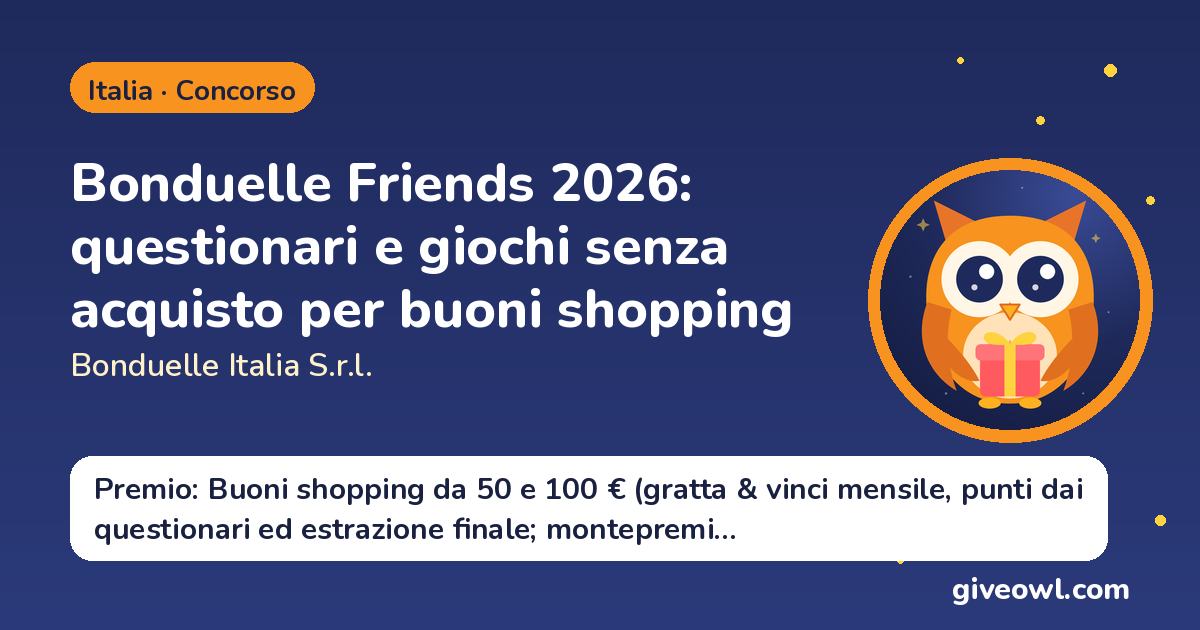 Italia · Concorso
Bonduelle Friends 2026:
questionari e giochi senza
acquisto per buoni shopping
Bonduelle Italia S.r.l.
Premio: Buoni shopping da 50 e 100 € (gratta & vinci mensile, punti dai
questionari ed estrazione finale; montepremi…
giveowl.com